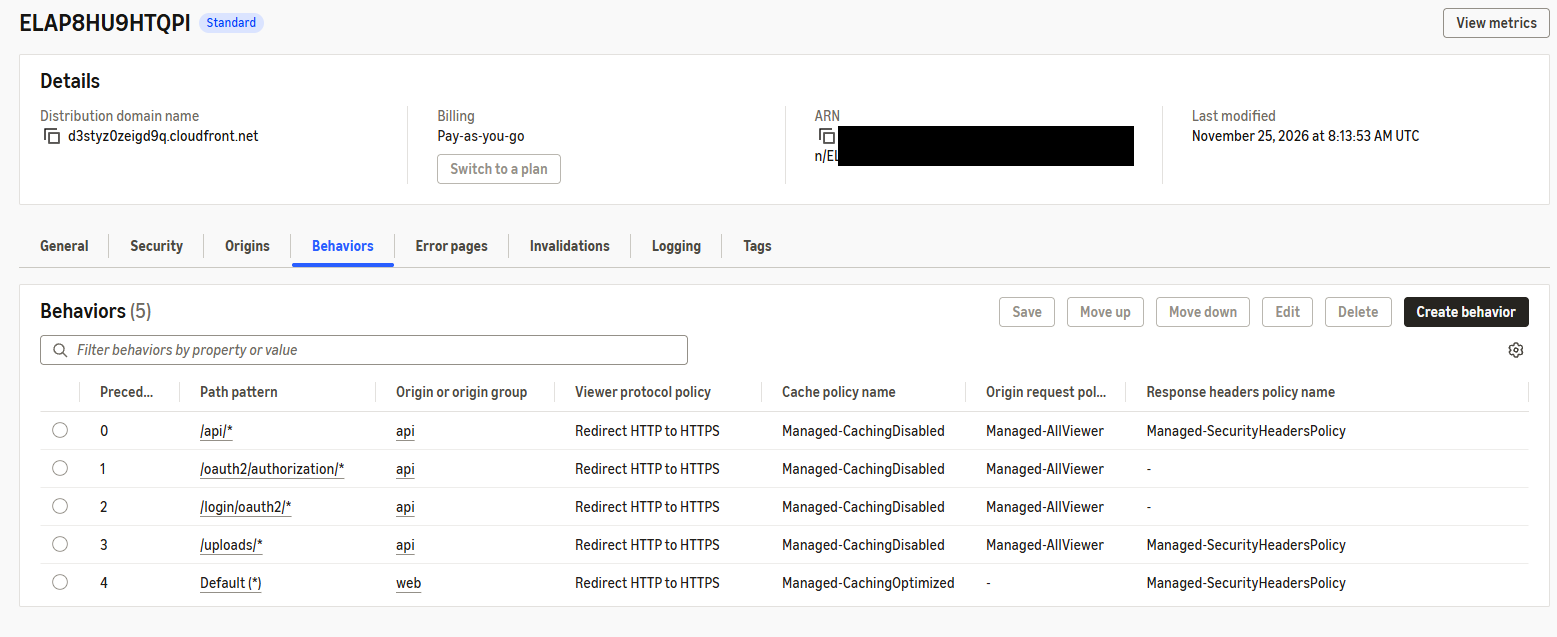 ELAP8HU9HTQPI Standard View metrics
Details
Distribution domain name Billing ARN Last modified
d3styz0zeigd9q.cloudfront.net Pay-as-you-go November 25, 2026 at 8:13:53 AM UTC
n/EL
Switch to a plan
General Security Origins Behaviors Error pages Invalidations Logging Tags
Behaviors (5) Save Move up Move down Edit Delete Create behavior
Filter behaviors by property or value
Preced... Path pattern Origin or origin group Viewer protocol policy Cache policy name Origin request pol... Response headers policy name
0 /api/* api Redirect HTTP to HTTPS Managed-CachingDisabled Managed-AllViewer Managed-SecurityHeadersPolicy
1 /oauth2/authorization/* api Redirect HTTP to HTTPS Managed-CachingDisabled Managed-AllViewer -
2 /login/oauth2/* api Redirect HTTP to HTTPS Managed-CachingDisabled Managed-AllViewer -
3 /uploads/* api Redirect HTTP to HTTPS Managed-CachingDisabled Managed-AllViewer Managed-SecurityHeadersPolicy
4 Default (*) web Redirect HTTP to HTTPS Managed-CachingOptimized - Managed-SecurityHeadersPolicy